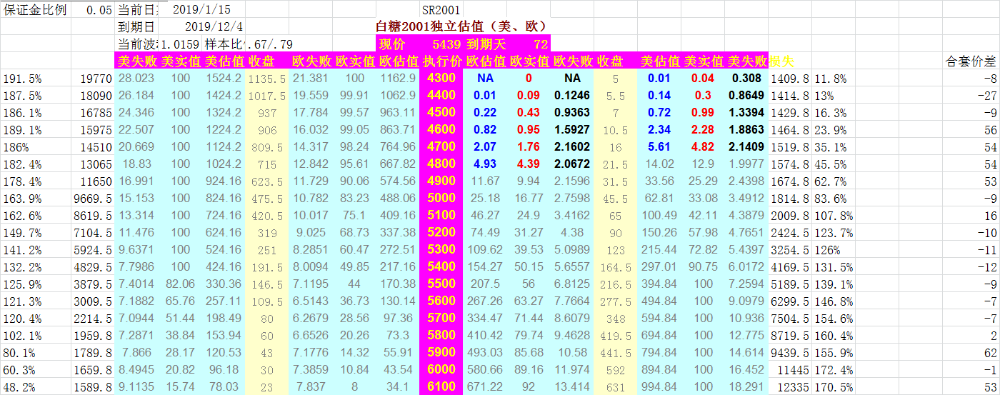 保证金比例 0.05 当前日 2019/1/15 SR2001
到期日 2019/12/4 白糖2001独立估值（美、欧）
当前波 1.0159 样本比 .67/.79 现价 5439 到期天 72
美失败 美实值 美估值 收盘 欧失败 欧实值 欧估值 执行价 欧估值 欧实值 欧失败 收盘 美估值 美实值 美失败 损失 合套价差
191.5% 19770 28.023 100 1524.2 1135.5 21.381 100 1162.9 4300 NA 0 NA 5 0.01 0.04 0.308 1409.8 11.8% -8
187.5% 18090 26.184 100 1424.2 1017.5 19.559 99.91 1062.9 4400 0.01 0.09 0.1246 5.5 0.14 0.3 0.8649 1414.8 13% -27
186.1% 16785 24.346 100 1324.2 937 17.784 99.57 963.11 4500 0.22 0.43 0.9363 7 0.72 0.99 1.3394 1429.8 16.3% -9
189.1% 15975 22.507 100 1224.2 906 16.032 99.05 863.71 4600 0.82 0.95 1.5927 10.5 2.34 2.28 1.8863 1464.8 23.9% 56
186% 14510 20.669 100 1124.2 809.5 14.317 98.24 764.96 4700 2.07 1.76 2.1602 16 5.61 4.82 2.1409 1519.8 35.1% 54
182.4% 13065 18.83 100 1024.2 715 12.842 95.61 667.82 4800 4.93 4.39 2.0672 21.5 14.02 12.9 1.9977 1574.8 45.5% 54
178.4% 11650 16.991 100 924.16 623.5 11.729 90.06 574.56 4900 11.67 9.94 2.1596 31.5 33.56 25.29 2.4398 1674.8 62.7% 53
163.9% 9669.5 15.153 100 824.16 475.5 10.782 83.23 488.06 5000 25.18 16.77 2.7598 45.5 62.81 33.08 3.4912 1814.8 83.6% -9
162.6% 8619.5 13.314 100 724.16 420.5 10.017 75.1 409.16 5100 46.27 24.9 3.4162 65 100.49 42.11 4.3879 2009.8 107.8% 16
149.7% 7104.5 11.476 100 624.16 319 9.025 68.73 337.38 5200 74.49 31.27 4.38 90 150.26 57.98 4.7651 2424.5 123.7% -10
141.2% 5924.5 9.6371 100 524.16 251 8.2851 60.47 272.51 5300 109.62 39.53 5.0989 123 215.44 72.82 5.4397 3254.5 126% -11
132.2% 4829.5 7.7986 100 424.16 191.5 8.0094 49.85 217.16 5400 154.27 50.15 5.6557 164.5 297.01 90.75 6.0172 4169.5 131.5% -12
125.9% 3879.5 7.4014 82.06 330.36 146.5 7.1195 44 170.38 5500 207.5 56 6.8125 216.5 394.84 100 7.2594 5189.5 139.1% -9
121.3% 3009.5 7.1882 65.76 257.11 109.5 6.5143 36.73 130.14 5600 267.26 63.27 7.7664 277.5 494.84 100 9.0979 6299.5 146.8% -7
120.4% 2214.5 7.0944 51.44 198.49 80 6.2679 28.56 97.36 5700 334.47 71.44 8.6079 348 594.84 100 10.936 7504.5 154.6% -7
102.1% 1959.8 7.2871 38.84 153.94 60 6.6526 20.26 73.3 5800 410.42 79.74 9.4628 419.5 694.84 100 12.775 8719.5 160.4% 2
80.1% 1789.8 7.866 28.17 120.53 43 7.1776 14.32 55.91 5900 493.03 85.68 10.58 441.5 794.84 100 14.614 9439.5 155.9% 62
60.3% 1659.8 8.4945 20.82 96.18 30 7.3859 10.84 43.54 6000 580.66 89.16 11.974 592 894.84 100 16.452 11445 172.4% -1
48.2% 1589.8 9.1135 15.74 78.03 23 7.837 8 34.1 6100 671.22 92 13.414 631 994.84 100 18.291 12335 170.5% 53